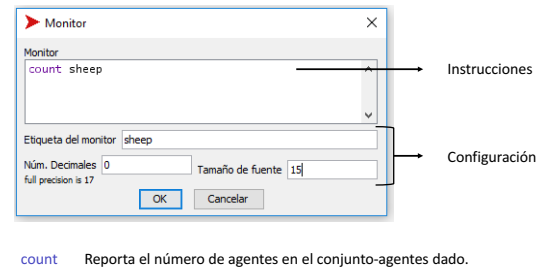 Monitor
Monitor
count sheep
Instrucciones
Etiqueta del monitor sheep
Configuración
Núm. Decimales 0 Tamaño de fuente 15
full precision is 17
OK Cancelar
count Reporta el número de agentes en el conjunto-agentes dado.